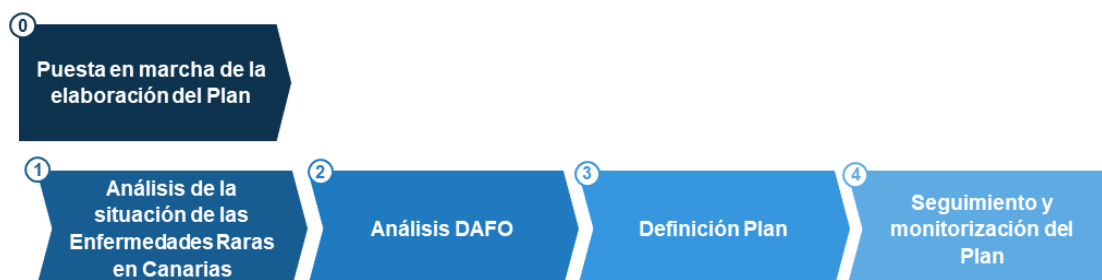 0
Puesta en marcha de la
elaboración del Plan
1
Análisis de la
situación de las
Enfermedades Raras
en Canarias
2
Análisis DAFO
3
Definición Plan
4
Seguimiento y
monitorización del
Plan